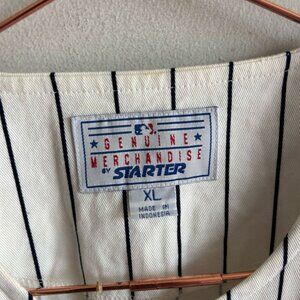 GENUINE
MERCHANDISE
BY STARTER
XL
MADE IN
INDONESIA